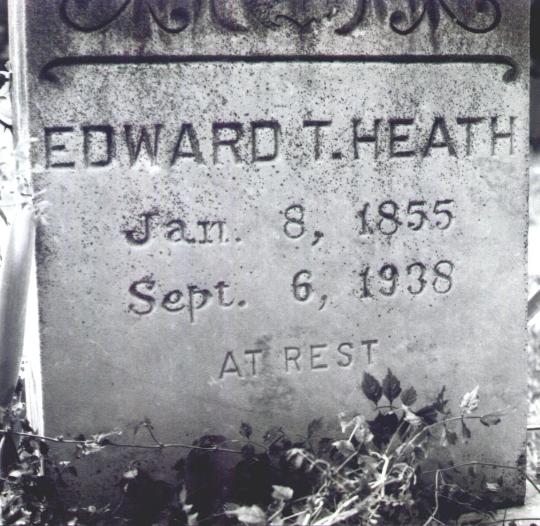 EDWARD T. HEATH
Jan. 8, 1855
Sept. 6, 1938
AT REST